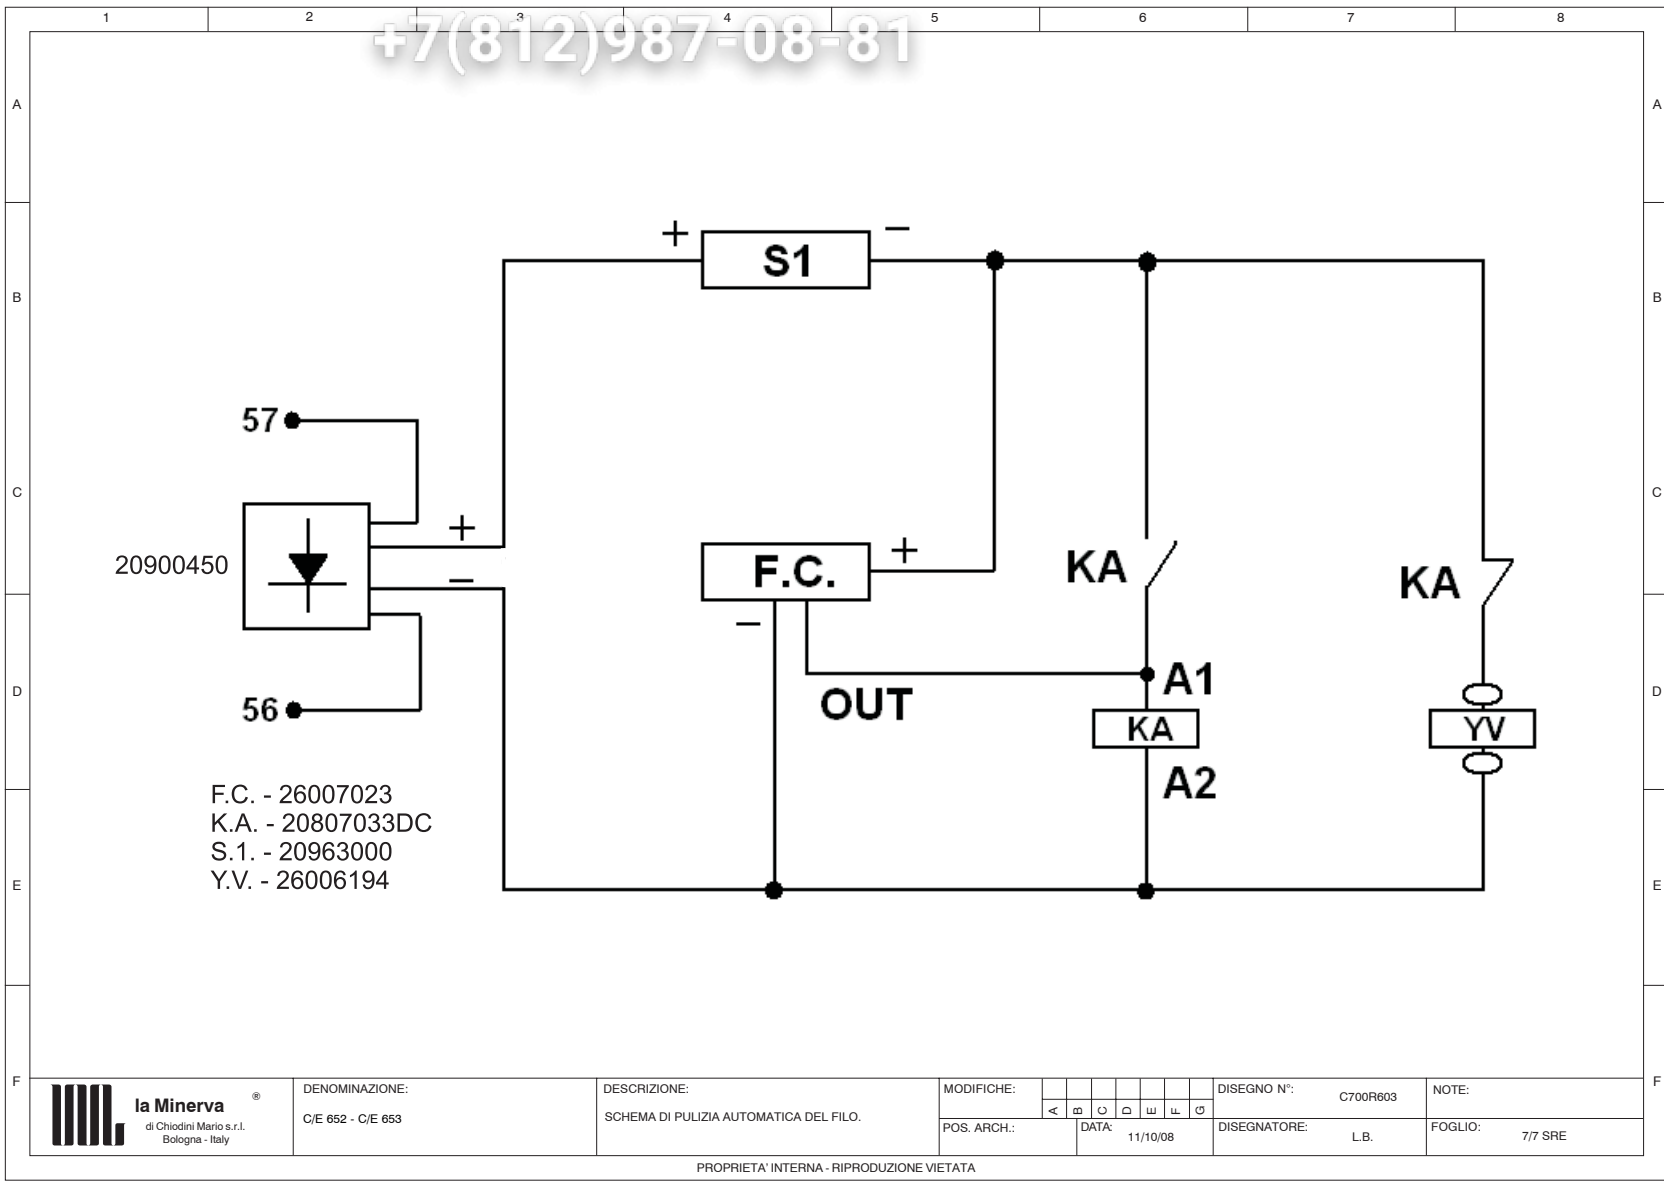 1 2 3 4 5 6 7 8
+7(812)987-08-81
A A
B B
C C
D D
E E
F F
+ S1 −
57
+
−
20900450
56
F.C. +
−
OUT
KA
KA
A1
KA
A2
YV
F.C. - 26007023
K.A. - 20807033DC
S.1. - 20963000
Y.V. - 26006194
la Minerva ®
di Chiodini Mario s.r.l.
Bologna - Italy
DENOMINAZIONE:
C/E 652 - C/E 653
DESCRIZIONE:
SCHEMA DI PULIZIA AUTOMATICA DEL FILO.
MODIFICHE:
A B C D E F G
POS. ARCH.:
DATA:
11/10/08
DISEGNO N°:
C700R603
DISEGNATORE:
L.B.
NOTE:
FOGLIO:
7/7 SRE
PROPRIETA' INTERNA - RIPRODUZIONE VIETATA